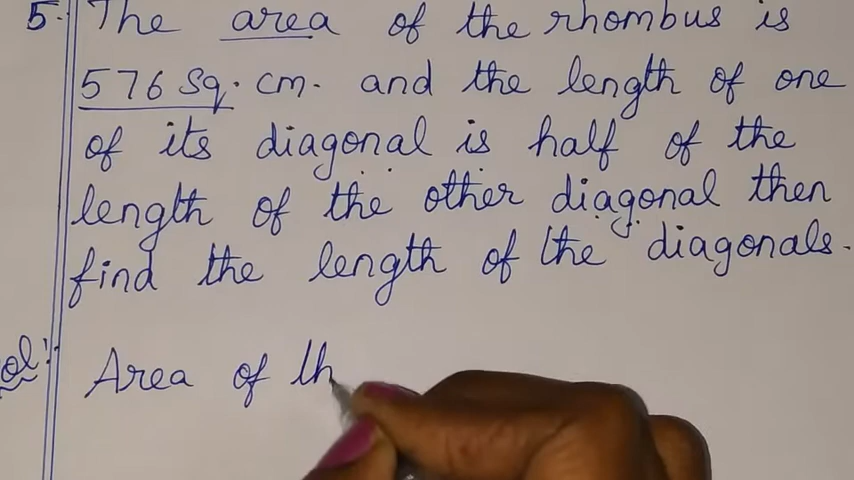 5. The area of the rhombus is
576 Sq. cm. and the length of one
of its diagonal is half of the
length of the other diagonal then
find the length of the diagonals.
ol:
Area of th